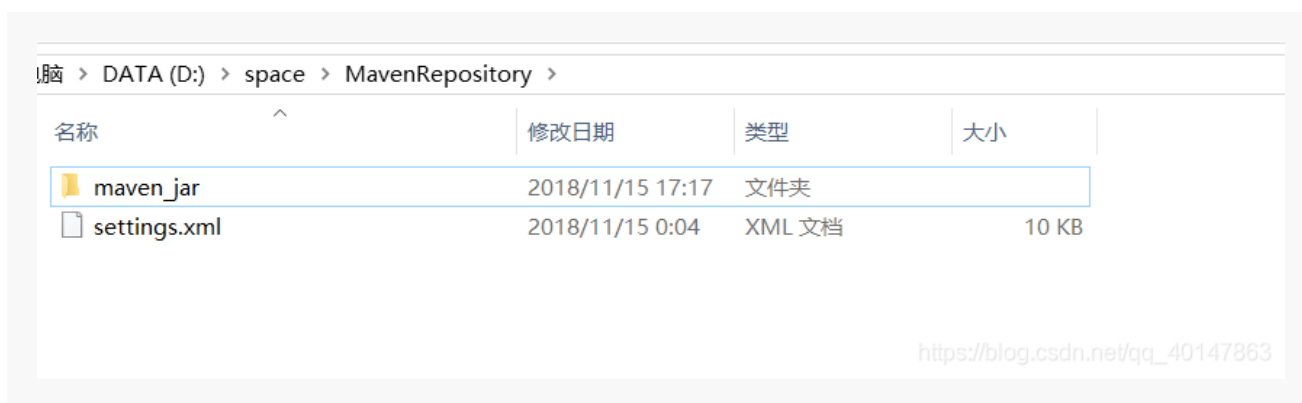 脑 > DATA (D:) > space > MavenRepository >
名称 修改日期 类型 大小
maven_jar 2018/11/15 17:17 文件夹
settings.xml 2018/11/15 0:04 XML 文档 10 KB
https://blog.csdn.net/qq_40147863